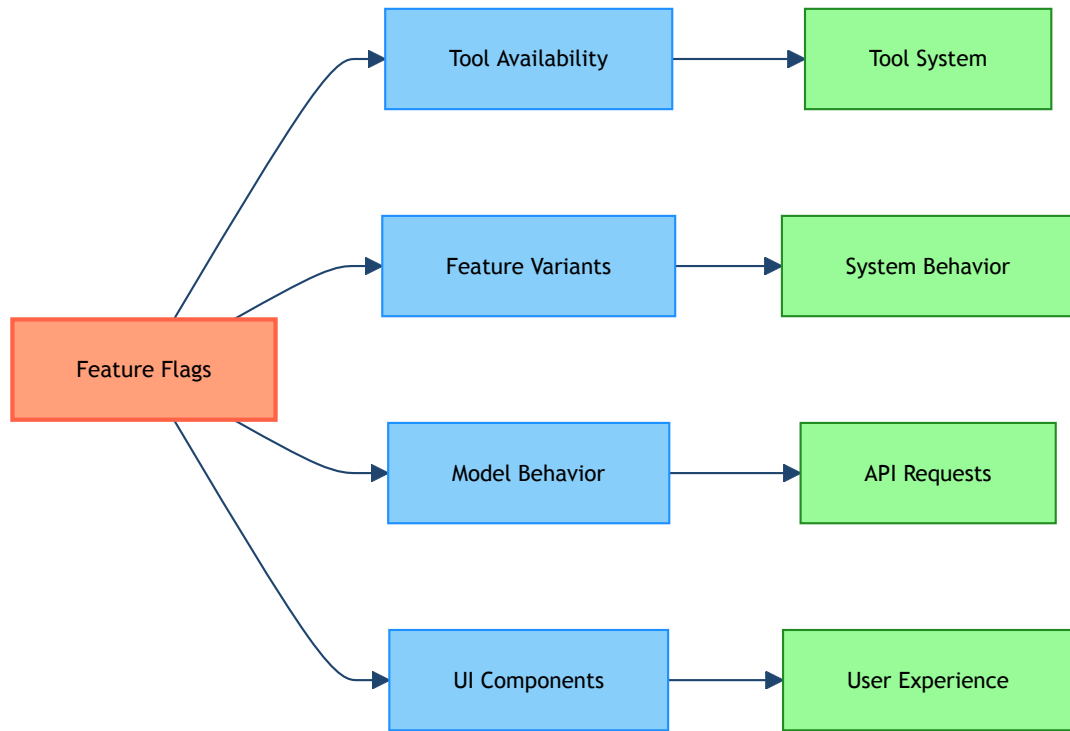 Tool Availability
Tool System
Feature Variants
System Behavior
Feature Flags
Model Behavior
API Requests
UI Components
User Experience